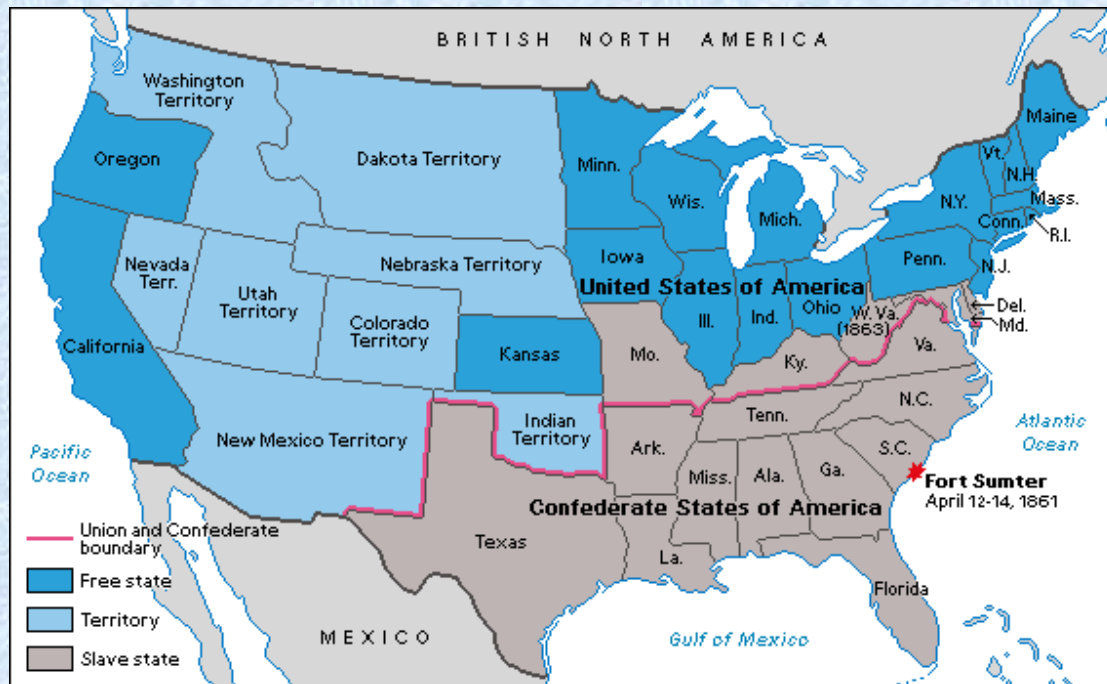 BRITISH NORTH AMERICA
Washington
Territory
Oregon
Dakota Territory
Minn.
Wis.
Mich.
Maine
Vt.
N.H.
N.Y.
Mass.
Conn.
R.I.
Nevada
Terr.
Utah
Territory
Nebraska Territory
Iowa
Penn.
N.J.
United States of America
Colorado
Territory
California
Kansas
Ill.
Ind.
Ohio
W. Va.
(1863)
Del.
Md.
Mo.
Ky.
Va.
New Mexico Territory
Indian
Territory
Ark.
Tenn.
N.C.
S.C.
Miss.
Ala.
Ga.
Pacific
Ocean
Atlantic
Ocean
Fort Sumter
April 12-14, 1861
Confederate States of America
Texas
La.
Florida
Union and Confederate
boundary
Free state
Territory
Slave state
MEXICO
Gulf of Mexico